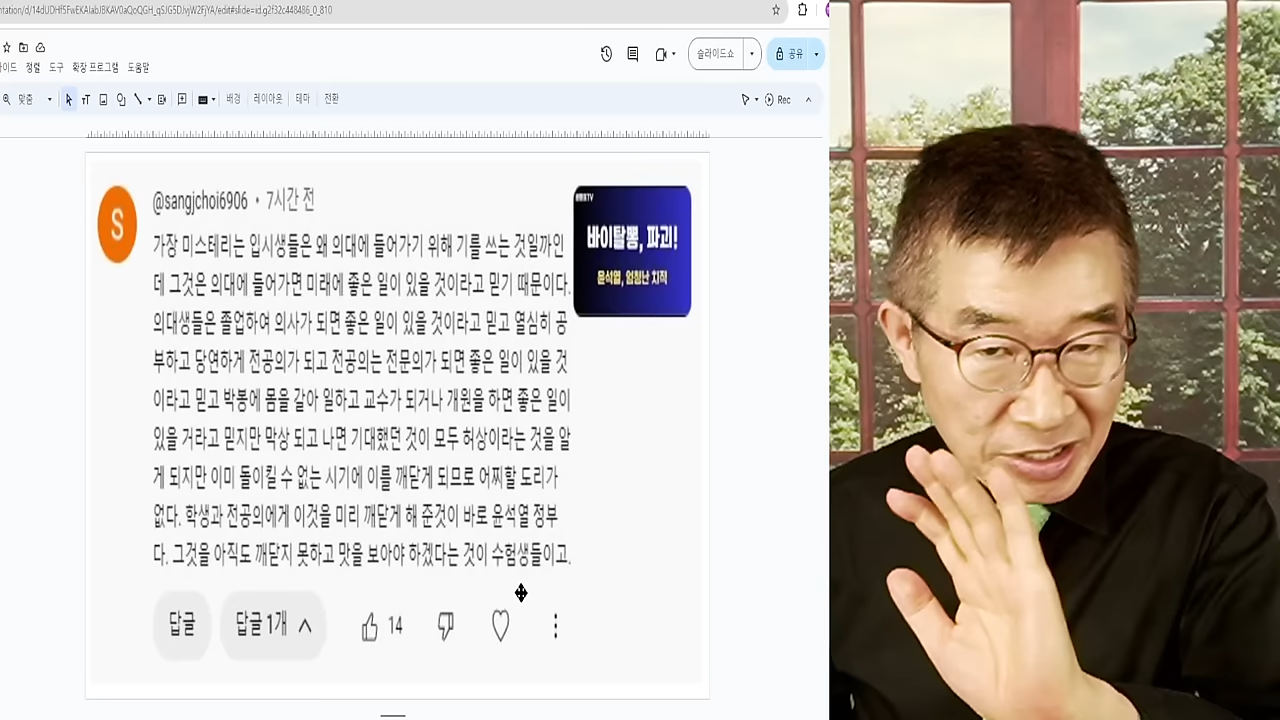 ntation/d/14dUDHf5FwEKAlabJBKAV0aQoQGH_qSJG5DJvjW2FjYA/edit#slide=id.g2f32c448486_0_810
이드 정렬 도구 확장 프로그램 도움말
슬라이드쇼
공유
맞춤
배경 레이아웃 테마 전환
Rec
S
@sangjchoi6906 • 7시간 전
가장 미스테리는 입시생들은 왜 의대에 들어가기 위해 기를 쓰는 것일까인
데 그것은 의대에 들어가면 미래에 좋은 일이 있을 것이라고 믿기 때문이다.
의대생들은 졸업하여 의사가 되면 좋은 일이 있을 것이라고 믿고 열심히 공
부하고 당연하게 전공의가 되고 전공의는 전문의가 되면 좋은 일이 있을 것
이라고 믿고 박봉에 몸을 갈아 일하고 교수가 되거나 개원을 하면 좋은 일이
있을 거라고 믿지만 막상 되고 나면 기대했던 것이 모두 허상이라는 것을 알
게 되지만 이미 돌이킬 수 없는 시기에 이를 깨닫게 되므로 어찌할 도리가
없다. 학생과 전공의에게 이것을 미리 깨닫게 해 준것이 바로 윤석열 정부
다. 그것을 아직도 깨닫지 못하고 맛을 보아야 하겠다는 것이 수험생들이고.
바이탈뽕, 파괴!
윤석열, 엄청난 치적
답글
답글 1개
14